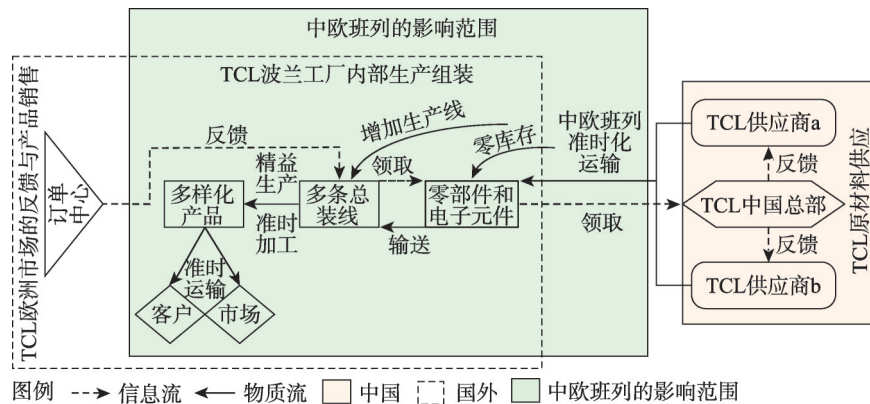 中欧班列的影响范围
TCL波兰工厂内部生产组装
TCL欧洲市场的反馈与产品销售
订单
中心
反馈
增加生产线
零库存
中欧班列
准时化
运输
精益
生产
领取
多样化
产品
多条总
装线
零部件和
电子元件
准时
加工
输送
领取
准时
运输
客户
市场
TCL供应商a
反馈
TCL中国总部
反馈
TCL供应商b
TCL原材料供应
图例
信息流
物质流
中国
国外
中欧班列的影响范围